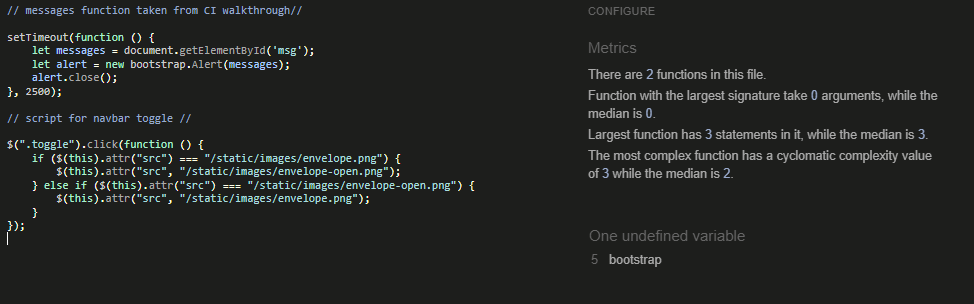 // messages function taken from CI walkthrough//
setTimeout(function () {
    let messages = document.getElementById('msg');
    let alert = new bootstrap.Alert(messages);
    alert.close();
}, 2500);
// script for navbar toggle //
$(".toggle").click(function () {
    if ($(this).attr("src") === "/static/images/envelope.png") {
        $(this).attr("src", "/static/images/envelope-open.png");
    } else if ($(this).attr("src") === "/static/images/envelope-open.png") {
        $(this).attr("src", "/static/images/envelope.png");
    }
});
CONFIGURE
Metrics
There are 2 functions in this file.
Function with the largest signature take 0 arguments, while the
median is 0.
Largest function has 3 statements in it, while the median is 3.
The most complex function has a cyclomatic complexity value
of 3 while the median is 2.
One undefined variable
5 bootstrap